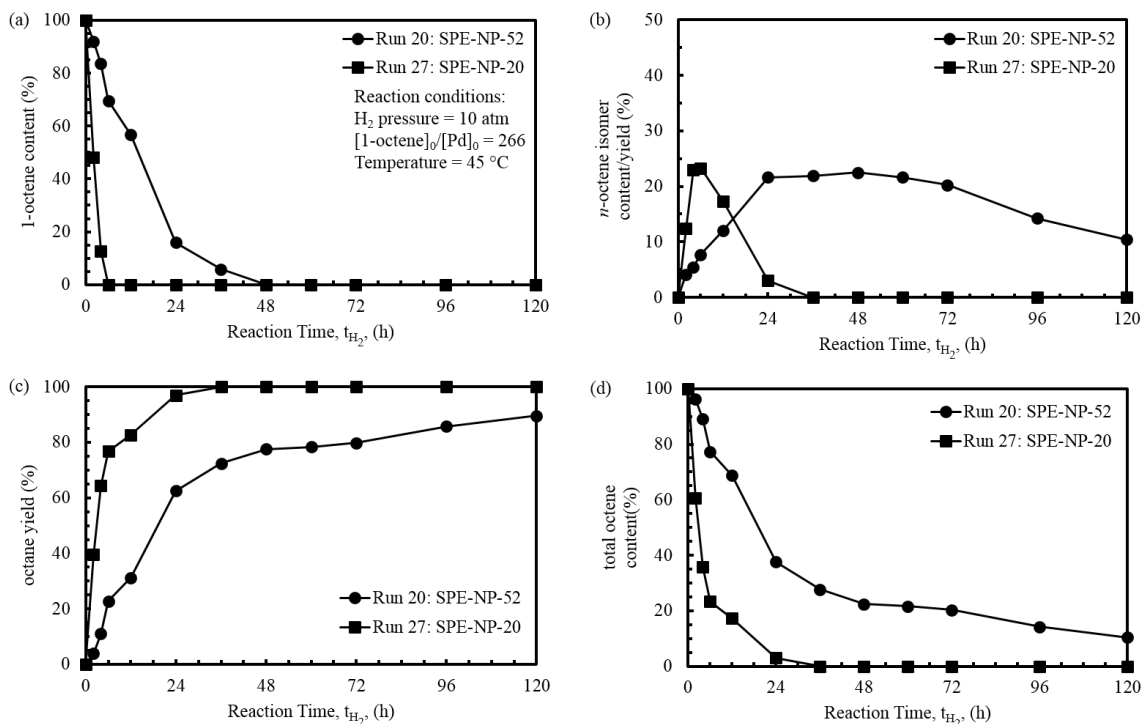 (a)
100
80
60
40
20
0
1-octene content (%)
Run 20: SPE-NP-52
Run 27: SPE-NP-20
Reaction conditions:
H₂ pressure = 10 atm
[1-octene]₀/[Pd]₀ = 266
Temperature = 45 °C
0 24 48 72 96 120
Reaction Time, t_H₂, (h)
(b)
50
40
30
20
10
0
n-octene isomer
content/yield (%)
Run 20: SPE-NP-52
Run 27: SPE-NP-20
0 24 48 72 96 120
Reaction Time, t_H₂, (h)
(c)
100
80
60
40
20
0
octane yield (%)
Run 20: SPE-NP-52
Run 27: SPE-NP-20
0 24 48 72 96 120
Reaction Time, t_H₂, (h)
(d)
100
80
60
40
20
0
total octene
content(%)
Run 20: SPE-NP-52
Run 27: SPE-NP-20
0 24 48 72 96 120
Reaction Time, t_H₂, (h)